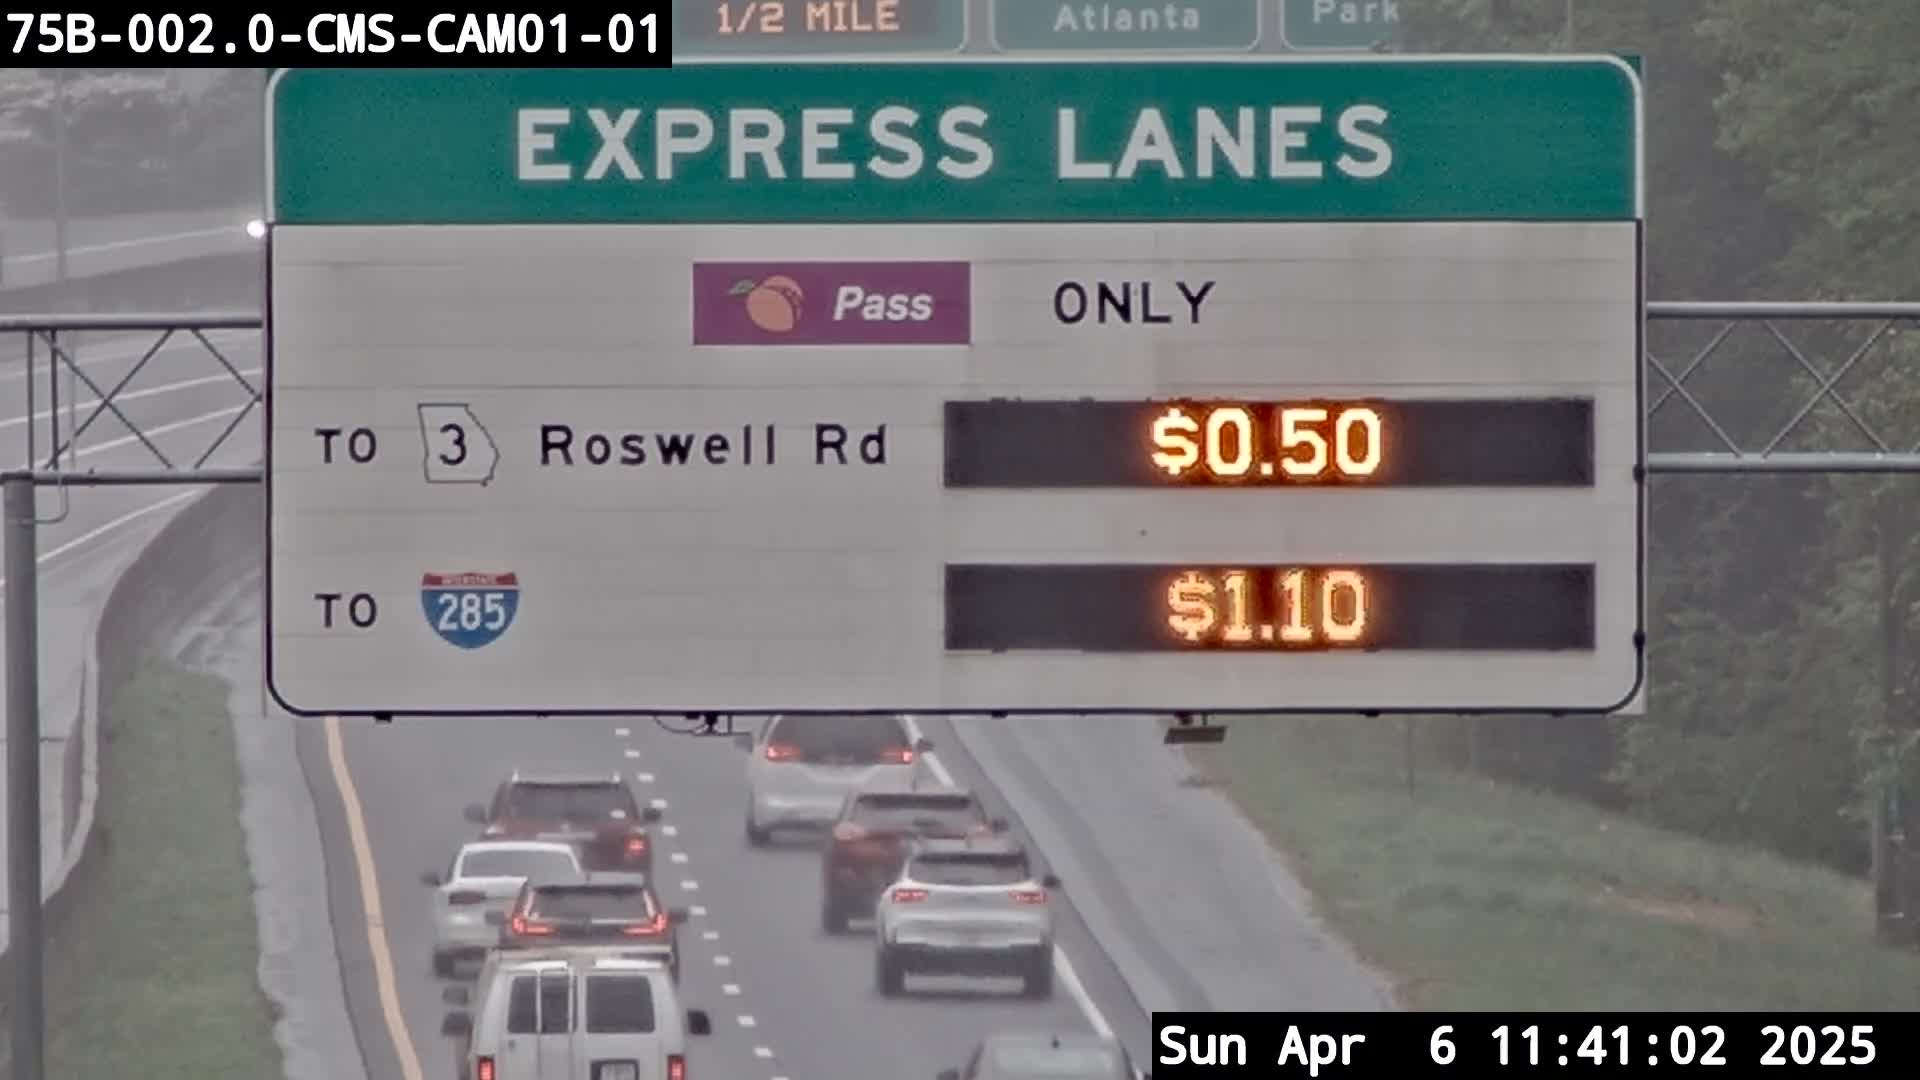 75B-002.0-CMS-CAM01-01
1/2 MILE
Atlanta
Park
EXPRESS LANES
Pass ONLY
TO 3 Roswell Rd $0.50
TO INTERSTATE 285 $1.10
Sun Apr 6 11:41:02 2025